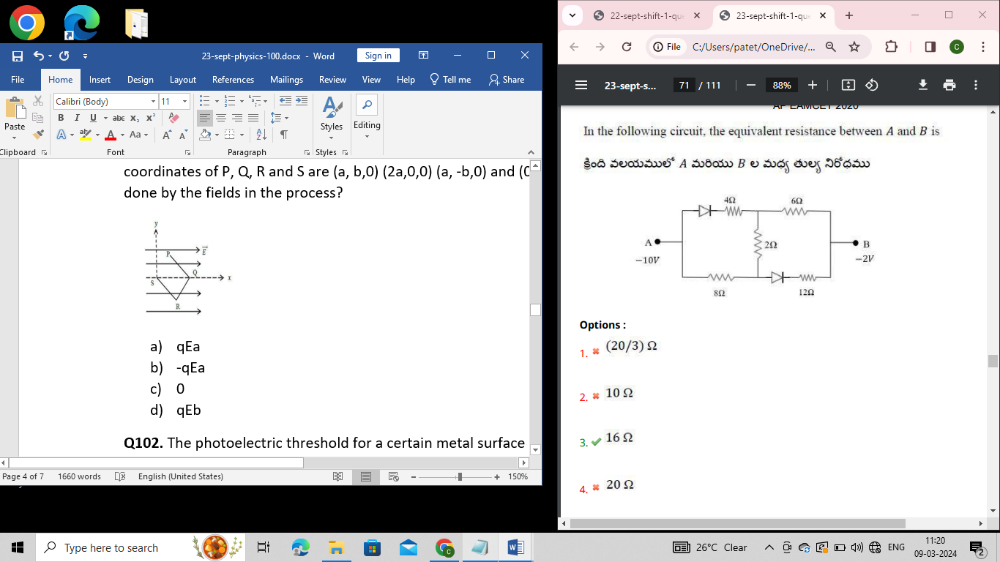 23-sept-physics-100.docx - Word
Sign in
File Home Insert Design Layout References Mailings Review View Help Tell me Share
Calibri (Body) 11
Paste
B I U abc x₂ x²
A ab A Aa A A
Styles
Editing
Clipboard Font Paragraph Styles
coordinates of P, Q, R and S are (a, b,0) (2a,0,0) (a, -b,0) and (0
done by the fields in the process?
y
E
P
Q
x
S
R
a) qEa
b) -qEa
c) 0
d) qEb
Q102. The photoelectric threshold for a certain metal surface
Page 4 of 7 1660 words English (United States) 150%
22-sept-shift-1-qu
23-sept-shift-1-qu
File C:/Users/patet/OneDrive/...
C
23-sept-s... 71 / 111 88%
AP EAMCET 2020
In the following circuit, the equivalent resistance between A and B is
క్రింది వలయములో A మరియు B ల మధ్య తుల్య నిరోధము
4Ω 6Ω
A 2Ω B
−10V −2V
8Ω 12Ω
Options :
1. (20/3) Ω
2. 10 Ω
3. 16 Ω
4. 20 Ω
Type here to search
26°C Clear
ENG
11:20
09-03-2024
2